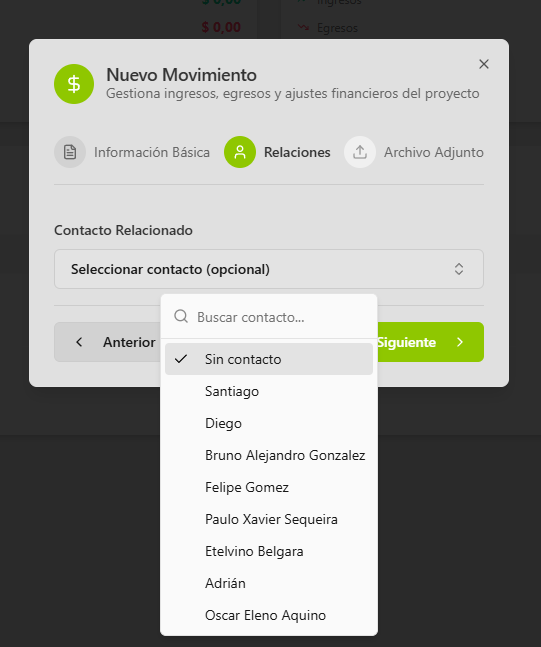 Ingresos
$ 0,00
Egresos
Nuevo Movimiento
Gestiona ingresos, egresos y ajustes financieros del proyecto
Información Básica
Relaciones
Archivo Adjunto
Contacto Relacionado
Seleccionar contacto (opcional)
Buscar contacto...
Anterior
Siguiente
Sin contacto
Santiago
Diego
Bruno Alejandro Gonzalez
Felipe Gomez
Paulo Xavier Sequeira
Etelvino Belgara
Adrián
Oscar Eleno Aquino